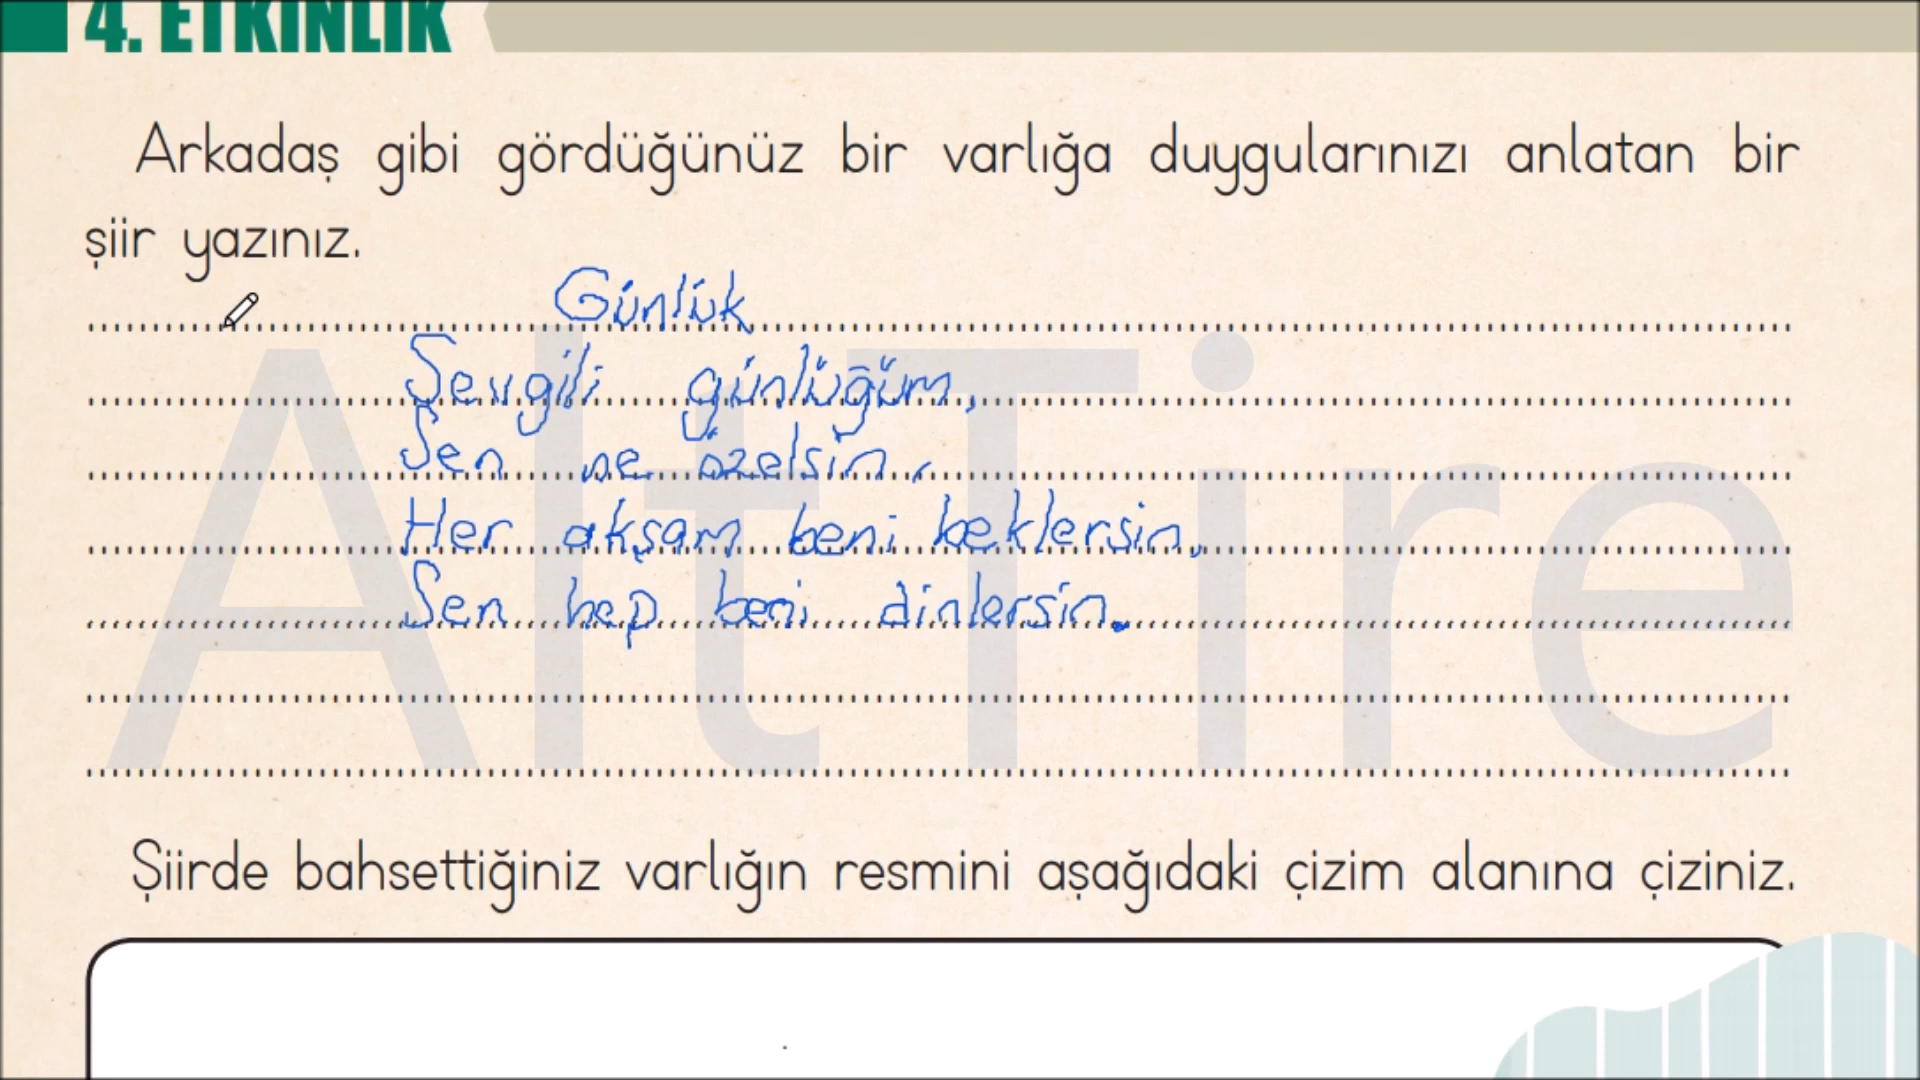 4. ETKİNLİK
Arkadaş gibi gördüğünüz bir varlığa duygularınızı anlatan bir
şiir yazınız.
Günlük
Sevgili günlüğüm,
Sen ne özelsin,
Her akşam beni beklersin,
Sen hep beni dinlersin.
AltTire
Şiirde bahsettiğiniz varlığın resmini aşağıdaki çizim alanına çiziniz.